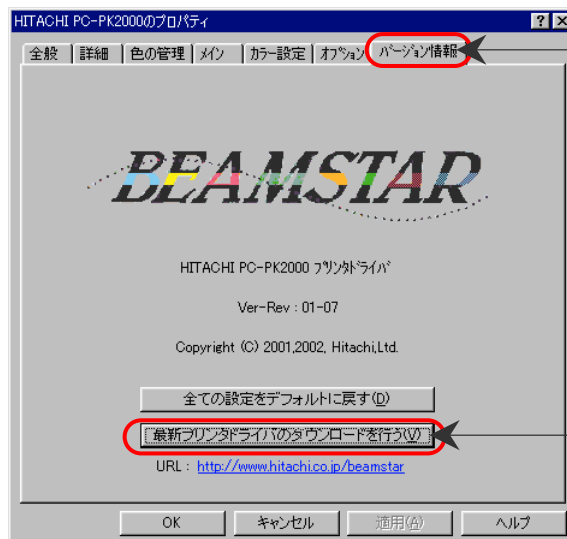 HITACHI PC-PK2000のプロパティ
全般 詳細 色の管理 メイン カラー設定 オプション バージョン情報
BEAMSTAR
HITACHI PC-PK2000 プリンタドライバ
Ver-Rev : 01-07
Copyright (C) 2001,2002, Hitachi,Ltd.
全ての設定をデフォルトに戻す(D)
最新プリンタドライバのダウンロードを行う(V)
URL : http://www.hitachi.co.jp/beamstar
OK キャンセル 適用(A) ヘルプ